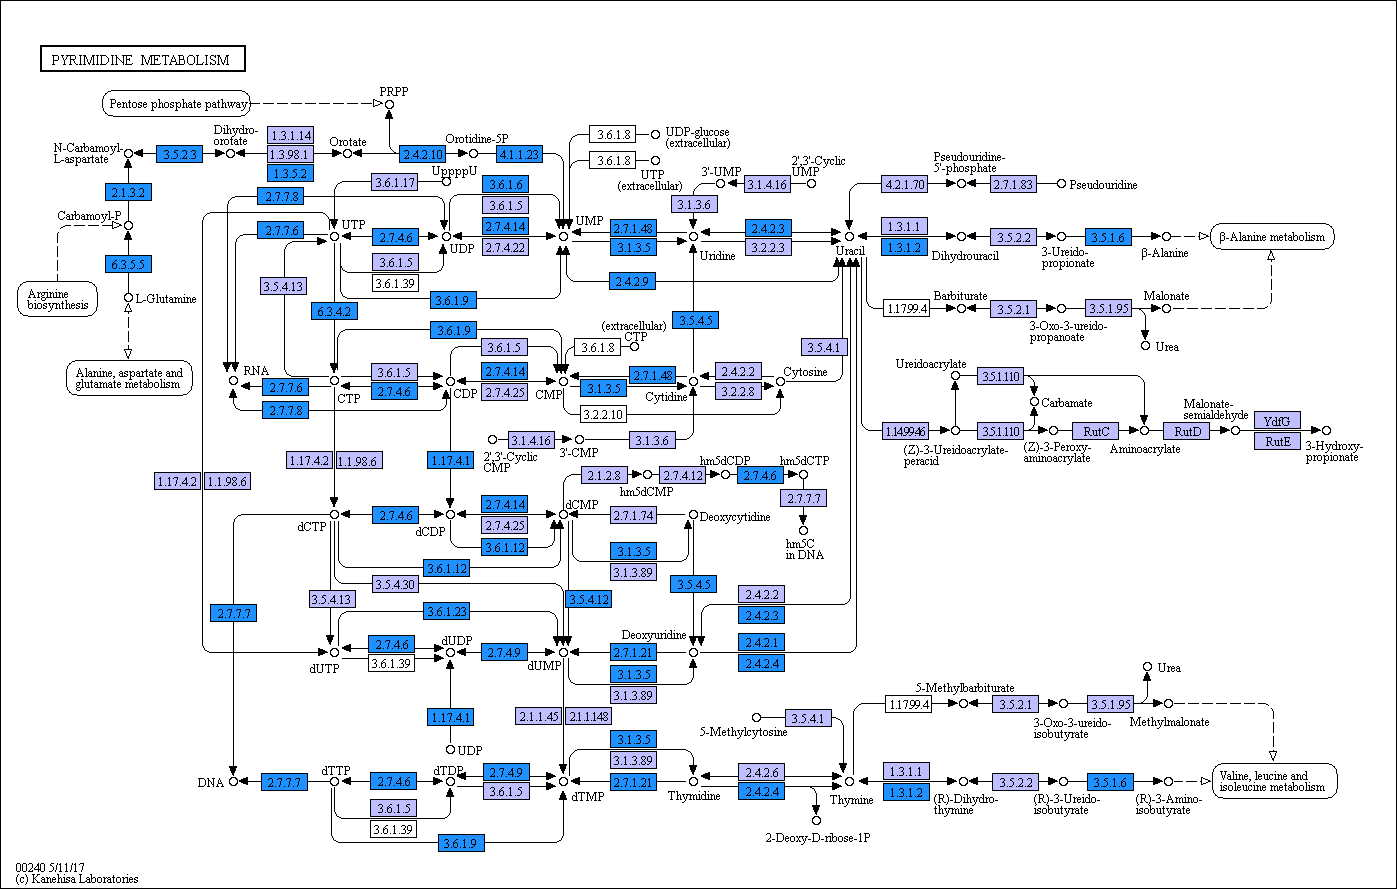 PYRIMIDINE METABOLISM
Pentose phosphate pathway
PRPP
N-Carbamoyl-
L-aspartate
3.5.2.3
Dihydro-
orotate
1.3.1.14
1.3.98.1
1.3.5.2
Orotate
2.4.2.10
Orotidine-5P
4.1.1.23
3.6.1.8
UDP-glucose
(extracellular)
3.6.1.8
UTP
(extracellular)
2.1.3.2
Carbamoyl-P
6.3.5.5
L-Glutamine
Arginine
biosynthesis
Alanine, aspartate and
glutamate metabolism
3.6.1.17
UppppU
2.7.7.8
3.6.1.6
3.6.1.5
2.7.7.6
UTP
2.7.4.6
UDP
2.7.4.14
2.7.4.22
UMP
2.7.1.48
3.1.3.5
3'-UMP
3.1.4.16
2',3'-Cyclic
UMP
3.1.3.6
Uridine
2.4.2.3
3.2.2.3
Uracil
4.2.1.70
Pseudouridine-
5'-phosphate
2.7.1.83
Pseudouridine
1.3.1.1
1.3.1.2
Dihydrouracil
3.5.2.2
3-Ureido-
propionate
3.5.1.6
β-Alanine
β-Alanine metabolism
3.6.1.5
3.6.1.39
3.5.4.13
3.6.1.9
2.4.2.9
6.3.4.2
3.5.4.5
1.1.799.4
Barbiturate
3.5.2.1
3-Oxo-3-ureido-
propanoate
3.5.1.95
Malonate
Urea
3.6.1.9
3.6.1.5
(extracellular)
CTP
3.6.1.8
3.5.4.1
RNA
2.7.7.6
2.7.7.8
CTP
3.6.1.5
2.7.4.6
CDP
2.7.4.14
2.7.4.25
CMP
2.7.1.48
3.1.3.5
Cytidine
2.4.2.2
3.2.2.8
Cytosine
3.2.2.10
Ureidoacrylate
3.5.1.110
Carbamate
1.14.99.46
(Z)-3-Ureidoacrylate-
peracid
3.5.1.110
(Z)-3-Peroxy-
aminoacrylate
RutC
Aminoacrylate
RutD
Malonate-
semialdehyde
YdfG
RutE
3-Hydroxy-
propionate
2',3'-Cyclic
CMP
3.1.4.16
3'-CMP
3.1.3.6
1.17.4.2
1.1.98.6
1.17.4.2
1.1.98.6
1.17.4.1
2.1.2.8
hm5dCMP
2.7.4.12
hm5dCDP
2.7.4.6
hm5dCTP
2.7.7.7
hm5C
in DNA
dCTP
2.7.4.6
dCDP
2.7.4.14
2.7.4.25
3.6.1.12
dCMP
2.7.1.74
Deoxycytidine
3.1.3.5
3.1.3.89
3.6.1.12
3.5.4.30
3.5.4.13
3.5.4.12
3.5.4.5
2.7.7.7
3.6.1.23
2.4.2.2
2.4.2.3
dUTP
2.7.4.6
3.6.1.39
dUDP
2.7.4.9
dUMP
Deoxyuridine
2.7.1.21
3.1.3.5
3.1.3.89
2.4.2.1
2.4.2.4
1.17.4.1
UDP
2.1.1.45
2.1.1.148
5-Methylcytosine
3.5.4.1
1.1.799.4
5-Methylbarbiturate
3.5.2.1
3-Oxo-3-ureido-
isobutyrate
3.5.1.95
Urea
Methylmalonate
DNA
2.7.7.7
dTTP
2.7.4.6
3.6.1.5
3.6.1.39
dTDP
2.7.4.9
3.6.1.5
3.6.1.9
dTMP
3.1.3.5
3.1.3.89
2.7.1.21
Thymidine
2.4.2.6
2.4.2.4
2-Deoxy-D-ribose-1P
Thymine
1.3.1.1
1.3.1.2
(R)-Dihydro-
thymine
3.5.2.2
(R)-3-Ureido-
isobutyrate
3.5.1.6
(R)-3-Amino-
isobutyrate
Valine, leucine and
isoleucine metabolism
00240 5/11/17
(c) Kanehisa Laboratories